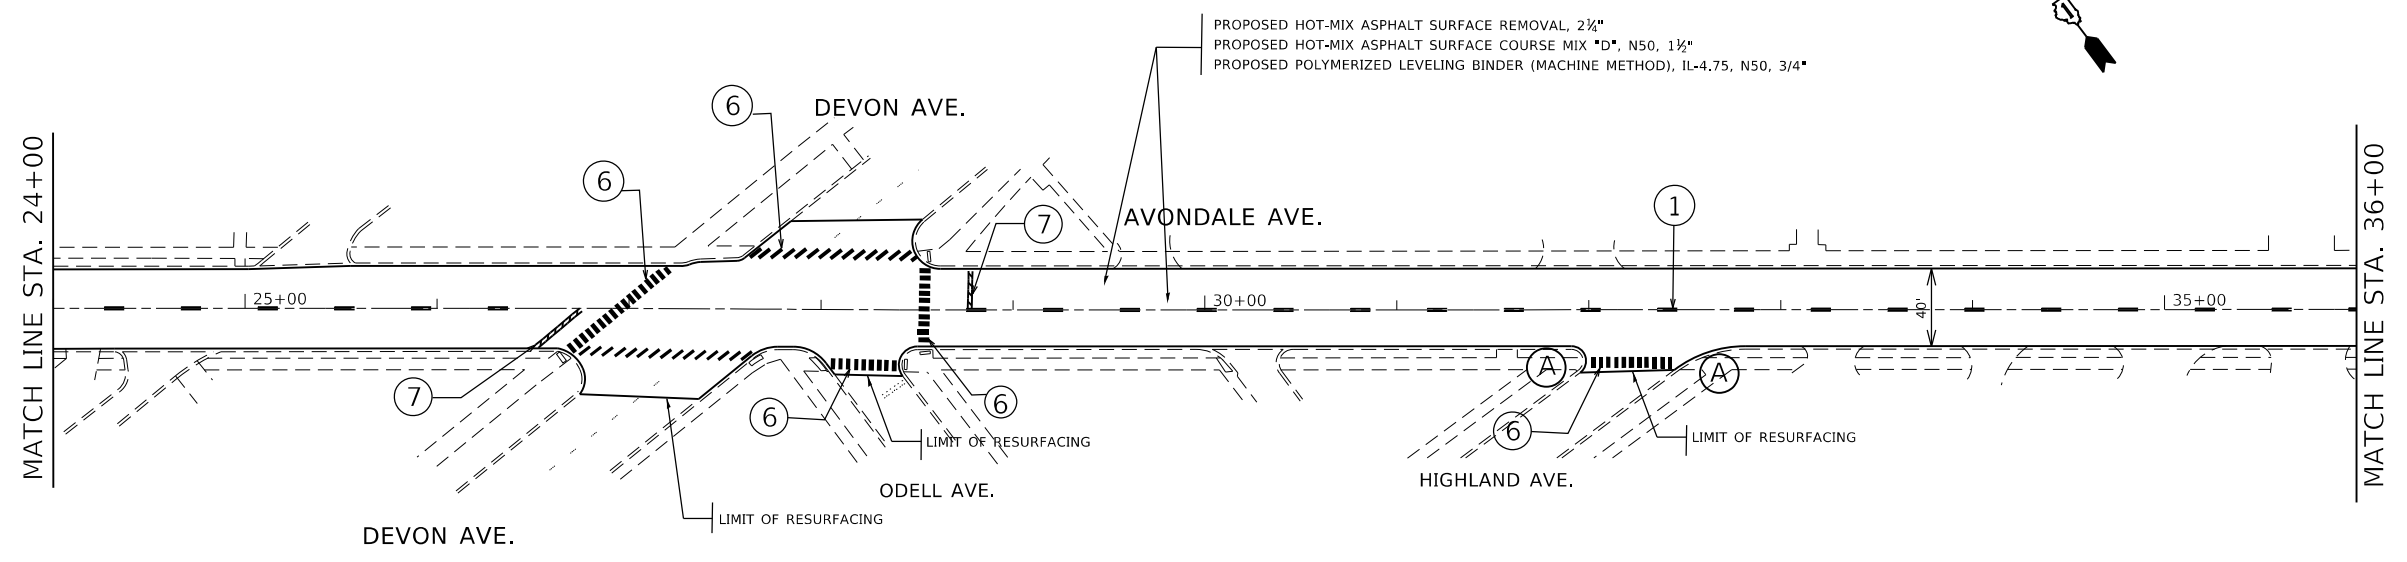 PROPOSED HOT-MIX ASPHALT SURFACE REMOVAL, 2¼"
PROPOSED HOT-MIX ASPHALT SURFACE COURSE MIX "D", N50, 1½"
PROPOSED POLYMERIZED LEVELING BINDER (MACHINE METHOD), IL-4.75, N50, 3/4"
1
6
DEVON AVE.
6
7
AVONDALE AVE.
1
MATCH LINE STA. 24+00
MATCH LINE STA. 36+00
25+00
30+00
35+00
40'
7
6
6
A
A
6
LIMIT OF RESURFACING
LIMIT OF RESURFACING
ODELL AVE.
HIGHLAND AVE.
LIMIT OF RESURFACING
DEVON AVE.